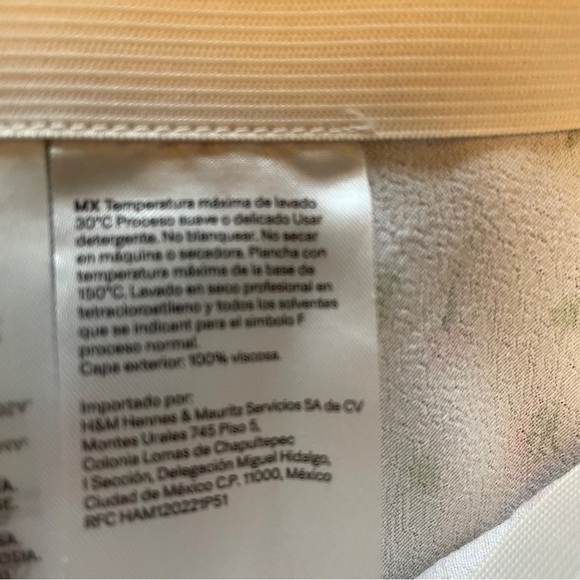 MX Temperatura máxima de lavado
30°C Proceso suave o delicado Usar
detergente. No blanquear. No secar
en máquina o secadora. Plancha con
temperatura máxima de la base de
150°C. Lavado en seco profesional en
tetracloroetileno y todos los solventes
que se indican para el simbolo F
proceso normal.
Capa exterior: 100% viscosa
Importado por:
H&M Hennes & Mauritz Servicios SA de CV
Montes Urales 745 Piso 5,
Colonia Lomas de Chapultepec
I Sección, Delegación Miguel Hidalgo,
Ciudad de México C.P. 11000, México
RFC HAM120221P51